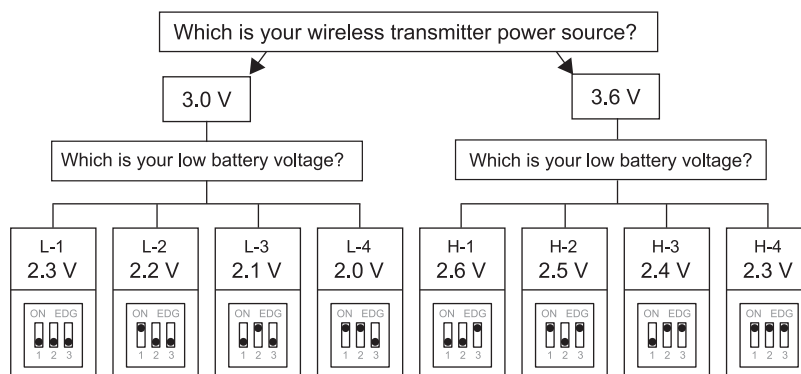 Which is your wireless transmitter power source?
3.0 V
3.6 V
Which is your low battery voltage?
Which is your low battery voltage?
L-1
2.3 V
L-2
2.2 V
L-3
2.1 V
L-4
2.0 V
H-1
2.6 V
H-2
2.5 V
H-3
2.4 V
H-4
2.3 V
ON EDG
1 2 3
ON EDG
1 2 3
ON EDG
1 2 3
ON EDG
1 2 3
ON EDG
1 2 3
ON EDG
1 2 3
ON EDG
1 2 3
ON EDG
1 2 3